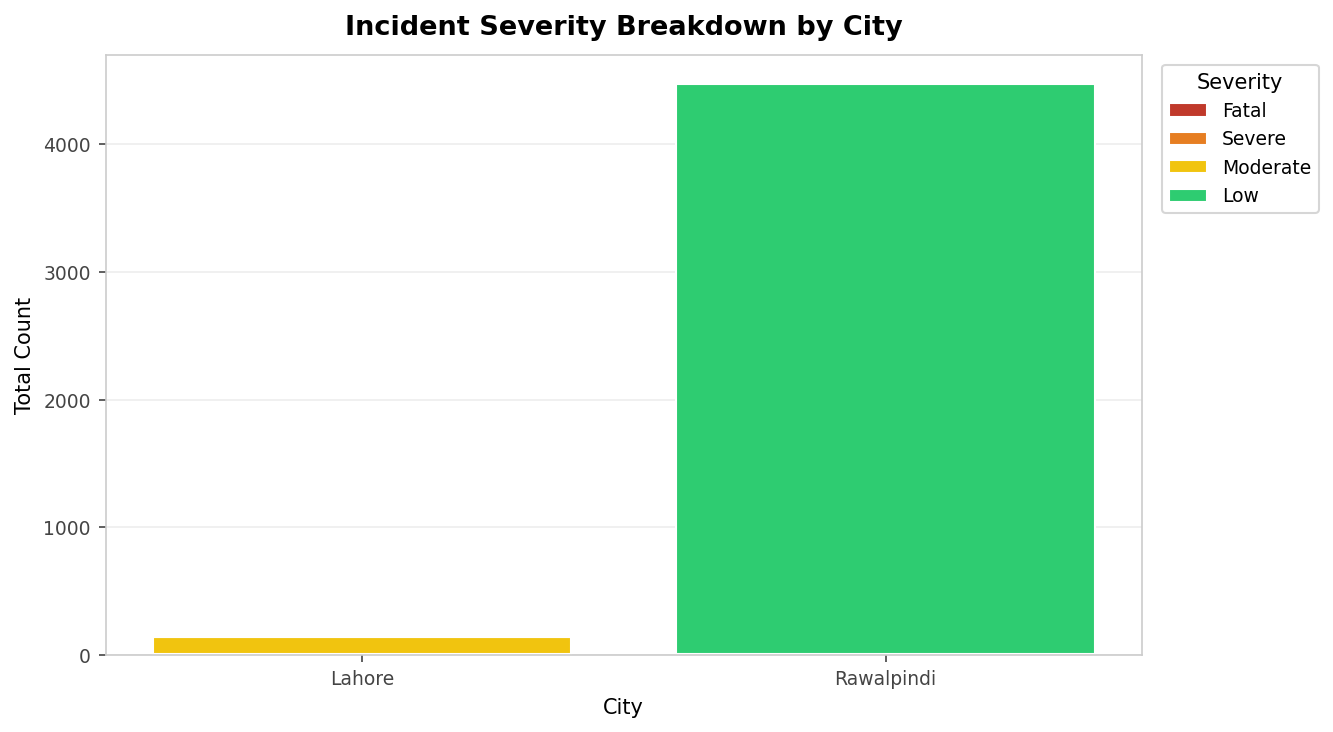 Incident Severity Breakdown by City
Severity
Fatal
Severe
Moderate
Low
Total Count
4000
3000
2000
1000
0
Lahore
Rawalpindi
City